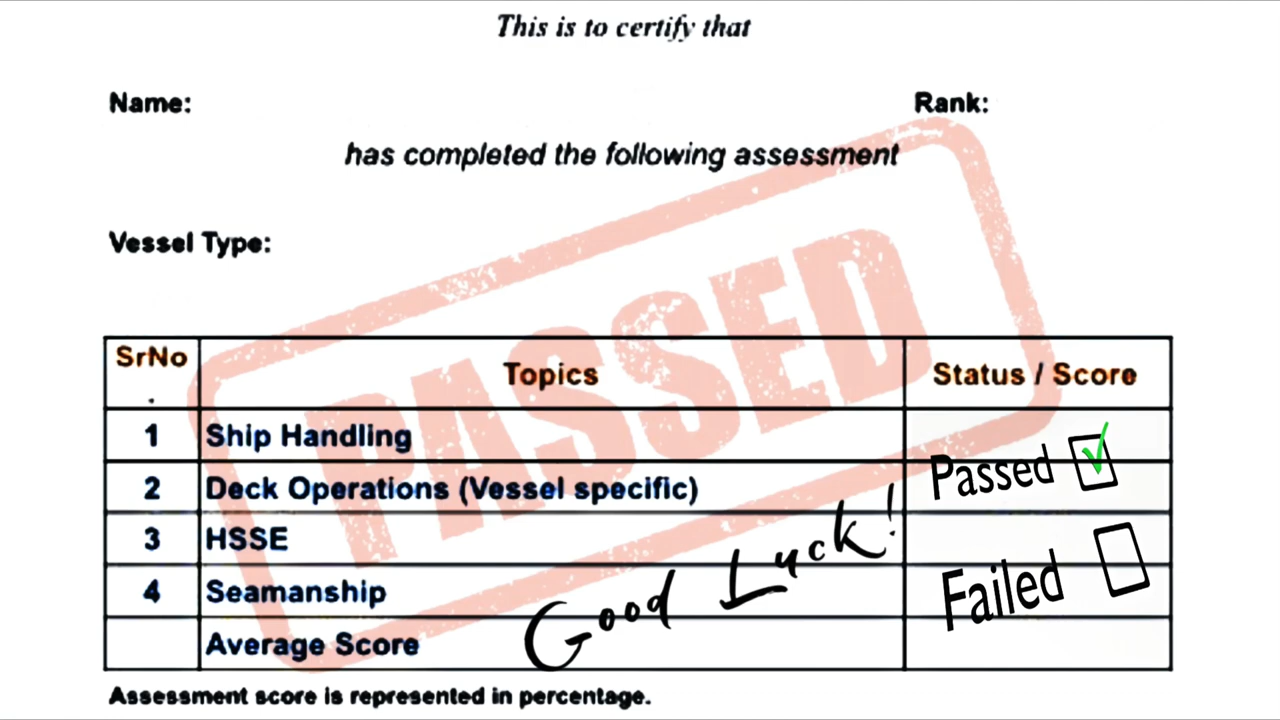 This is to certify that
Name: Rank:
has completed the following assessment
Vessel Type:
PASSED
SrNo. Topics Status / Score
1 Ship Handling
2 Deck Operations (Vessel specific)
Passed
3 HSSE
4 Seamanship
Failed
Good Luck!
Average Score
Assessment score is represented in percentage.